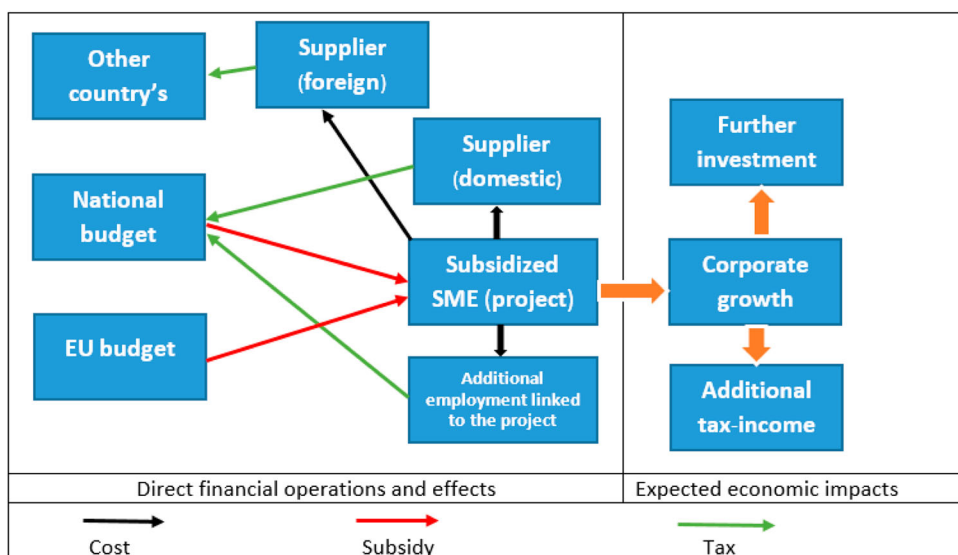 Other
country's
Supplier
(foreign)
Supplier
(domestic)
National
budget
Subsidized
SME (project)
EU budget
Additional
employment linked
to the project
Further
investment
Corporate
growth
Additional
tax-income
Direct financial operations and effects
Expected economic impacts
Cost
Subsidy
Tax